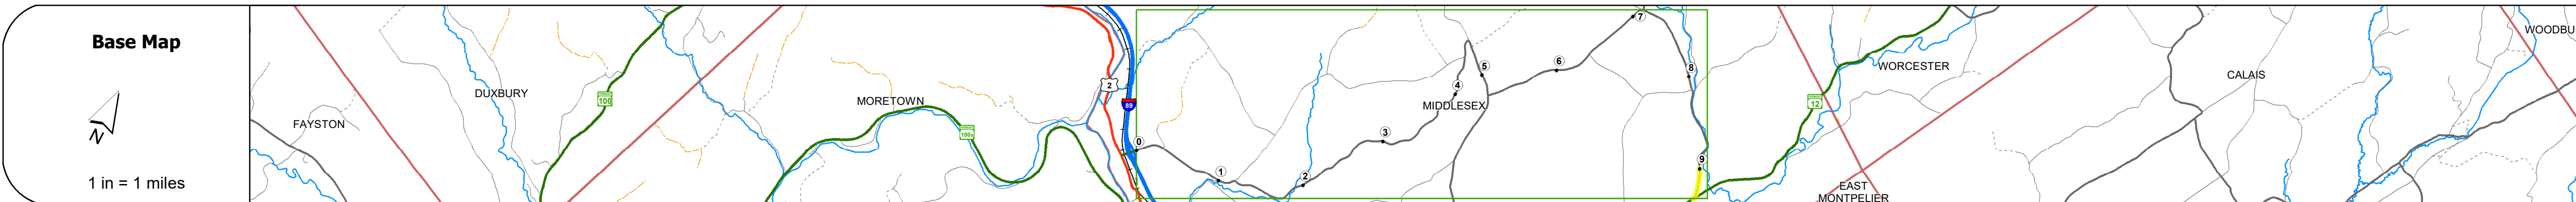 Base Map
N
1 in = 1 miles
FAYSTON
DUXBURY
100
MORETOWN
100B
2
89
0
1
2
3
4
MIDDLESEX
5
6
7
8
9
12
WORCESTER
EAST
MONTPELIER
CALAIS
WOODBU